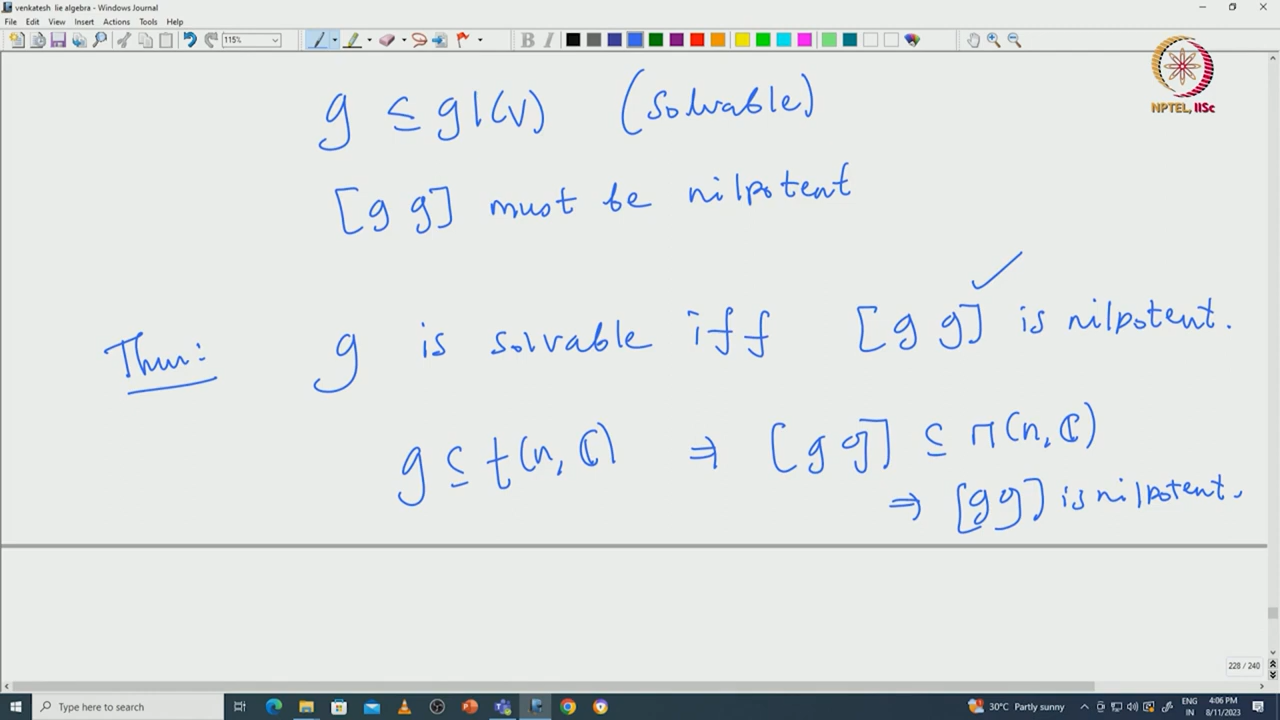 venkatesh lie algebra - Windows Journal
File Edit View Insert Actions Tools Help
115%
B I
NPTEL, IISc
g ⊆ gl(V) (solvable)
[g g] must be nilpotent
Thm: g is solvable iff [g g] is nilpotent.
g ⊆ t(n, ℂ) ⇒ [g g] ⊆ n(n, ℂ)
⇒ [g g] is nilpotent.
228 / 240
Type here to search
30°C Partly sunny
ENG
IN
4:06 PM
8/11/2023